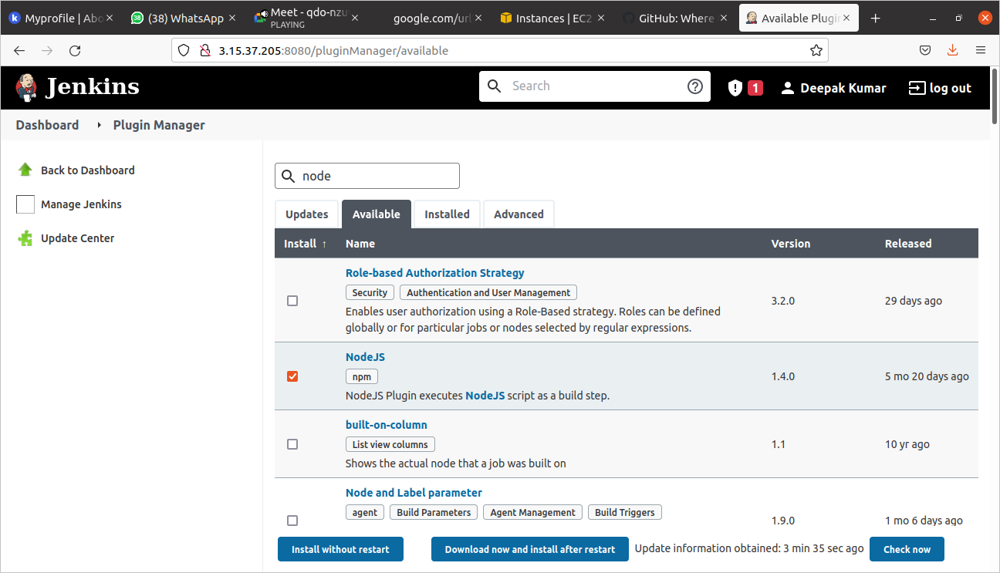 Myprofile | Abo
(38) WhatsApp
Meet - qdo-nzu
PLAYING
google.com/url
Instances | EC2
GitHub: Where
Available Plugin
3.15.37.205:8080/pluginManager/available
Jenkins
Search
1
Deepak Kumar
log out
Dashboard
Plugin Manager
Back to Dashboard
Manage Jenkins
Update Center
node
Updates
Available
Installed
Advanced
Install ↑ Name Version Released
Role-based Authorization Strategy
Security Authentication and User Management
Enables user authorization using a Role-Based strategy. Roles can be defined
globally or for particular jobs or nodes selected by regular expressions.
3.2.0
29 days ago
NodeJS
npm
NodeJS Plugin executes NodeJS script as a build step.
1.4.0
5 mo 20 days ago
built-on-column
List view columns
Shows the actual node that a job was built on
1.1
10 yr ago
Node and Label parameter
agent Build Parameters Agent Management Build Triggers
1.9.0
1 mo 6 days ago
Install without restart
Download now and install after restart
Update information obtained: 3 min 35 sec ago
Check now